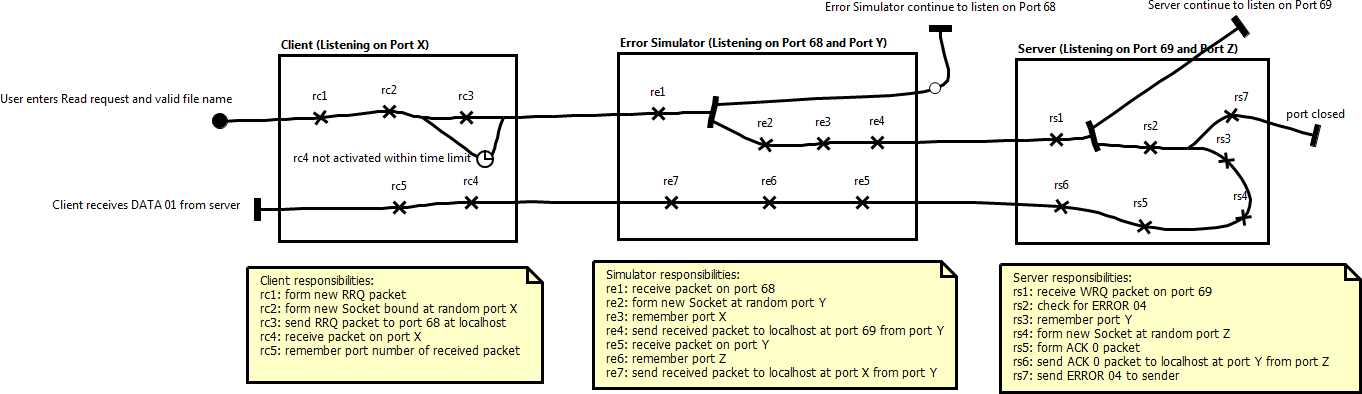 Error Simulator continue to listen on Port 68
Server continue to listen on Port 69
Client (Listening on Port X)
Error Simulator (Listening on Port 68 and Port Y)
Server (Listening on Port 69 and Port Z)
User enters Read request and valid file name
rc1
rc2
rc3
re1
re2
re3
re4
rs1
rs2
rs7
port closed
rs3
rc4 not activated within time limit
Client receives DATA 01 from server
rc5
rc4
re7
re6
re5
rs6
rs5
rs4
Client responsibilities:
rc1: form new RRQ packet
rc2: form new Socket bound at random port X
rc3: send RRQ packet to port 68 at localhost
rc4: receive packet on port X
rc5: remember port number of received packet
Simulator responsibilities:
re1: receive packet on port 68
re2: form new Socket at random port Y
re3: remember port X
re4: send received packet to localhost at port 69 from port Y
re5: receive packet on port Y
re6: remember port Z
re7: send received packet to localhost at port X from port Y
Server responsibilities:
rs1: receive WRQ packet on port 69
rs2: check for ERROR 04
rs3: remember port Y
rs4: form new Socket at random port Z
rs5: form ACK 0 packet
rs6: send ACK 0 packet to localhost at port Y from port Z
rs7: send ERROR 04 to sender